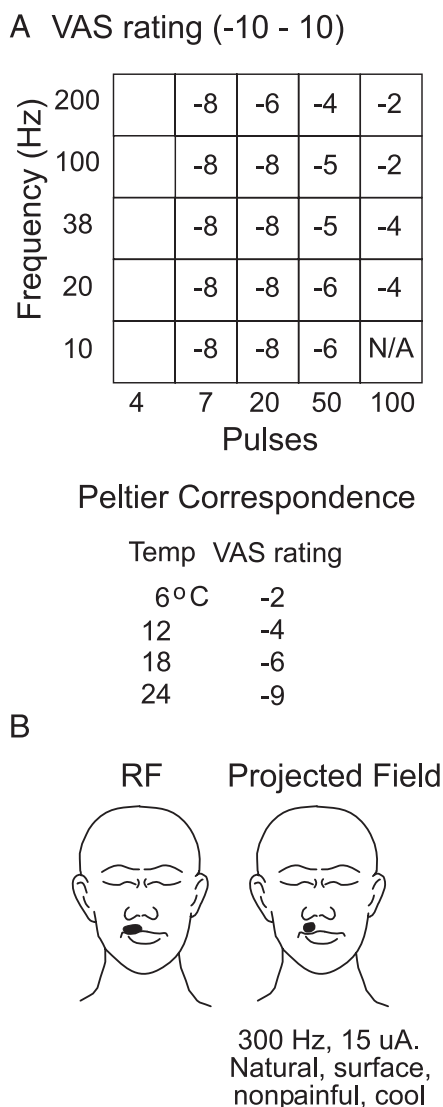 A VAS rating (-10 - 10)
Frequency (Hz)
200 -8 -6 -4 -2
100 -8 -8 -5 -2
38 -8 -8 -5 -4
20 -8 -8 -6 -4
10 -8 -8 -6 N/A
4 7 20 50 100
Pulses
Peltier Correspondence
Temp VAS rating
6°C -2
12 -4
18 -6
24 -9
B
RF Projected Field
300 Hz, 15 uA.
Natural, surface,
nonpainful, cool